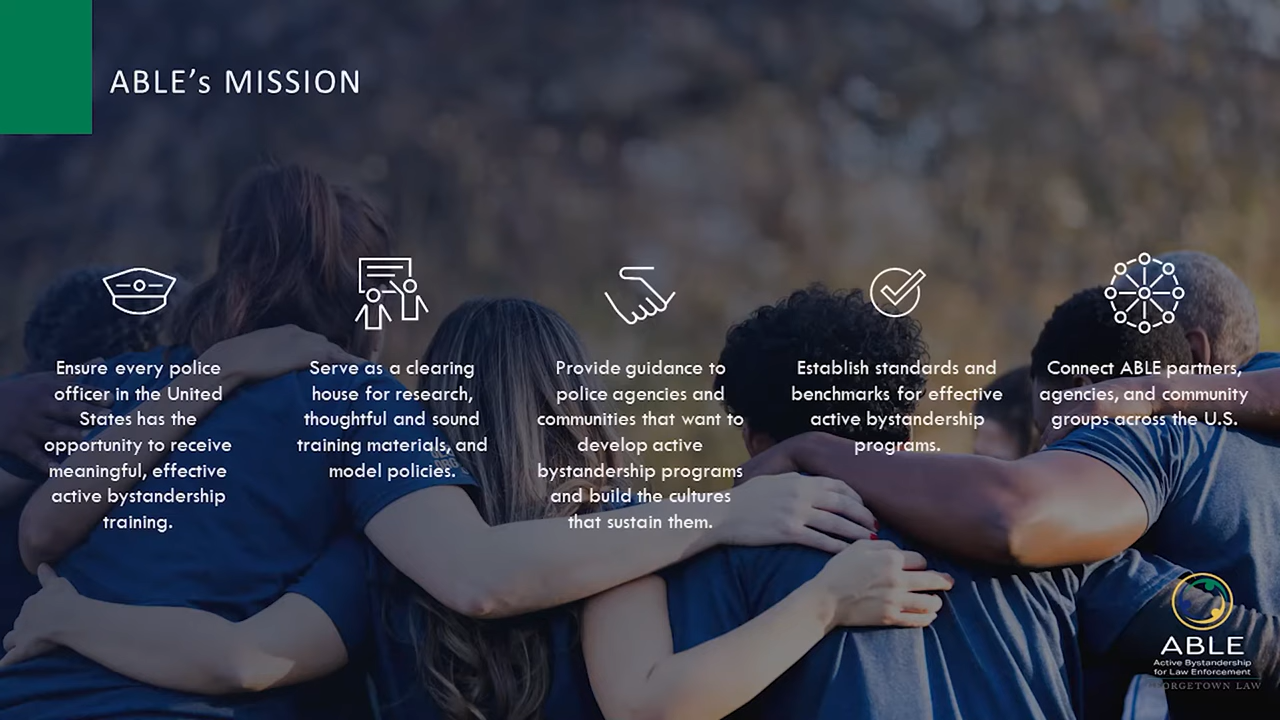 ABLE's MISSION
Ensure every police
officer in the United
States has the
opportunity to receive
meaningful, effective
active bystandership
training.
Serve as a clearing
house for research,
thoughtful and sound
training materials, and
model policies.
Provide guidance to
police agencies and
communities that want to
develop active
bystandership programs
and build the cultures
that sustain them.
Establish standards and
benchmarks for effective
active bystandership
programs.
Connect ABLE partners,
agencies, and community
groups across the U.S.
ABLE
Active Bystandership
for Law Enforcement
GEORGETOWN LAW